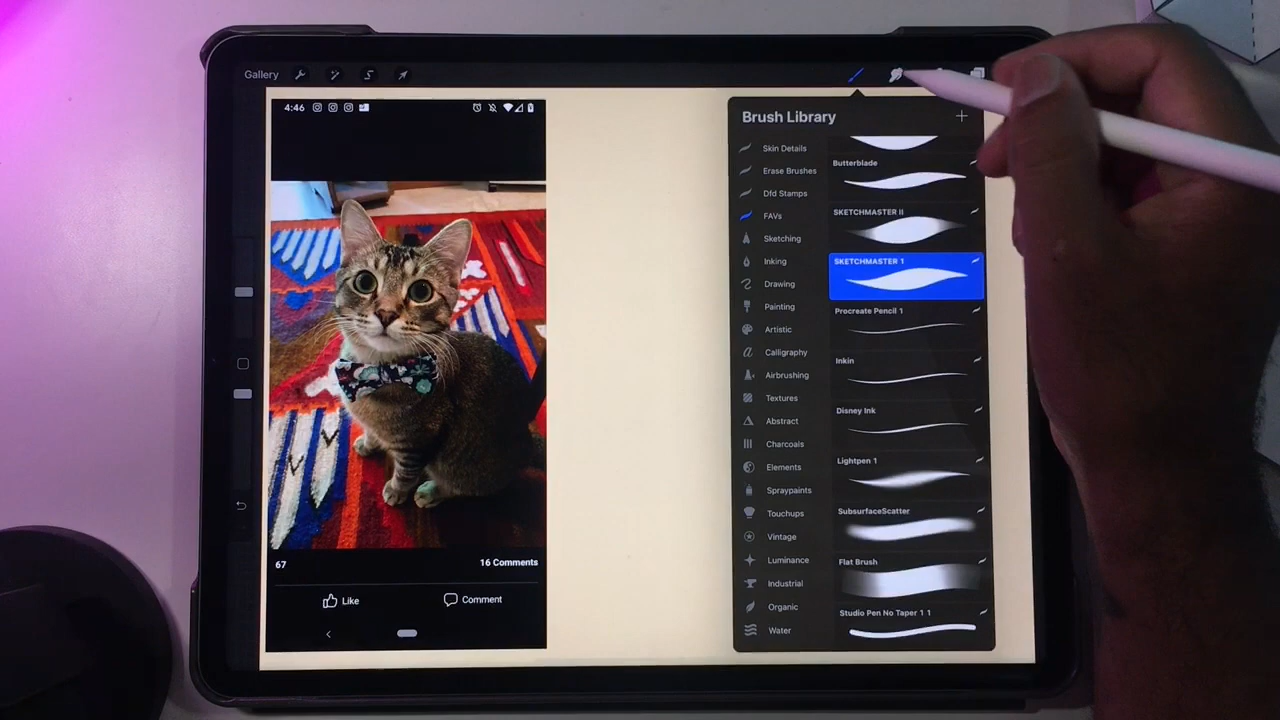 Gallery
4:46
67
16 Comments
Like
Comment
Brush Library
Skin Details
Erase Brushes
Dfd Stamps
FAVs
Sketching
Inking
Drawing
Painting
Artistic
Calligraphy
Airbrushing
Textures
Abstract
Charcoals
Elements
Spraypaints
Touchups
Vintage
Luminance
Industrial
Organic
Water
Butterblade
SKETCHMASTER II
SKETCHMASTER 1
Procreate Pencil 1
Inkin
Disney Ink
Lightpen 1
SubsurfaceScatter
Flat Brush
Studio Pen No Taper 1 1